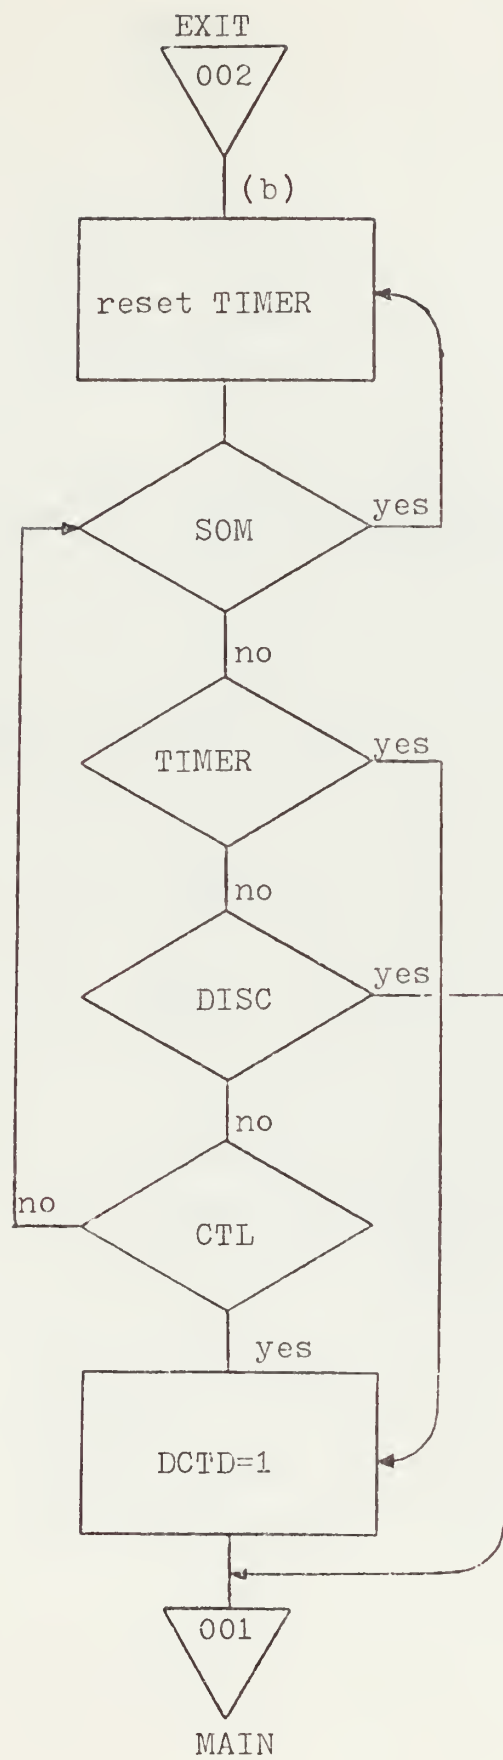 EXIT
002
(b)
reset TIMER
SOM
yes
no
TIMER
yes
no
DISC
yes
no
no
CTL
yes
DCTD=1
001
MAIN